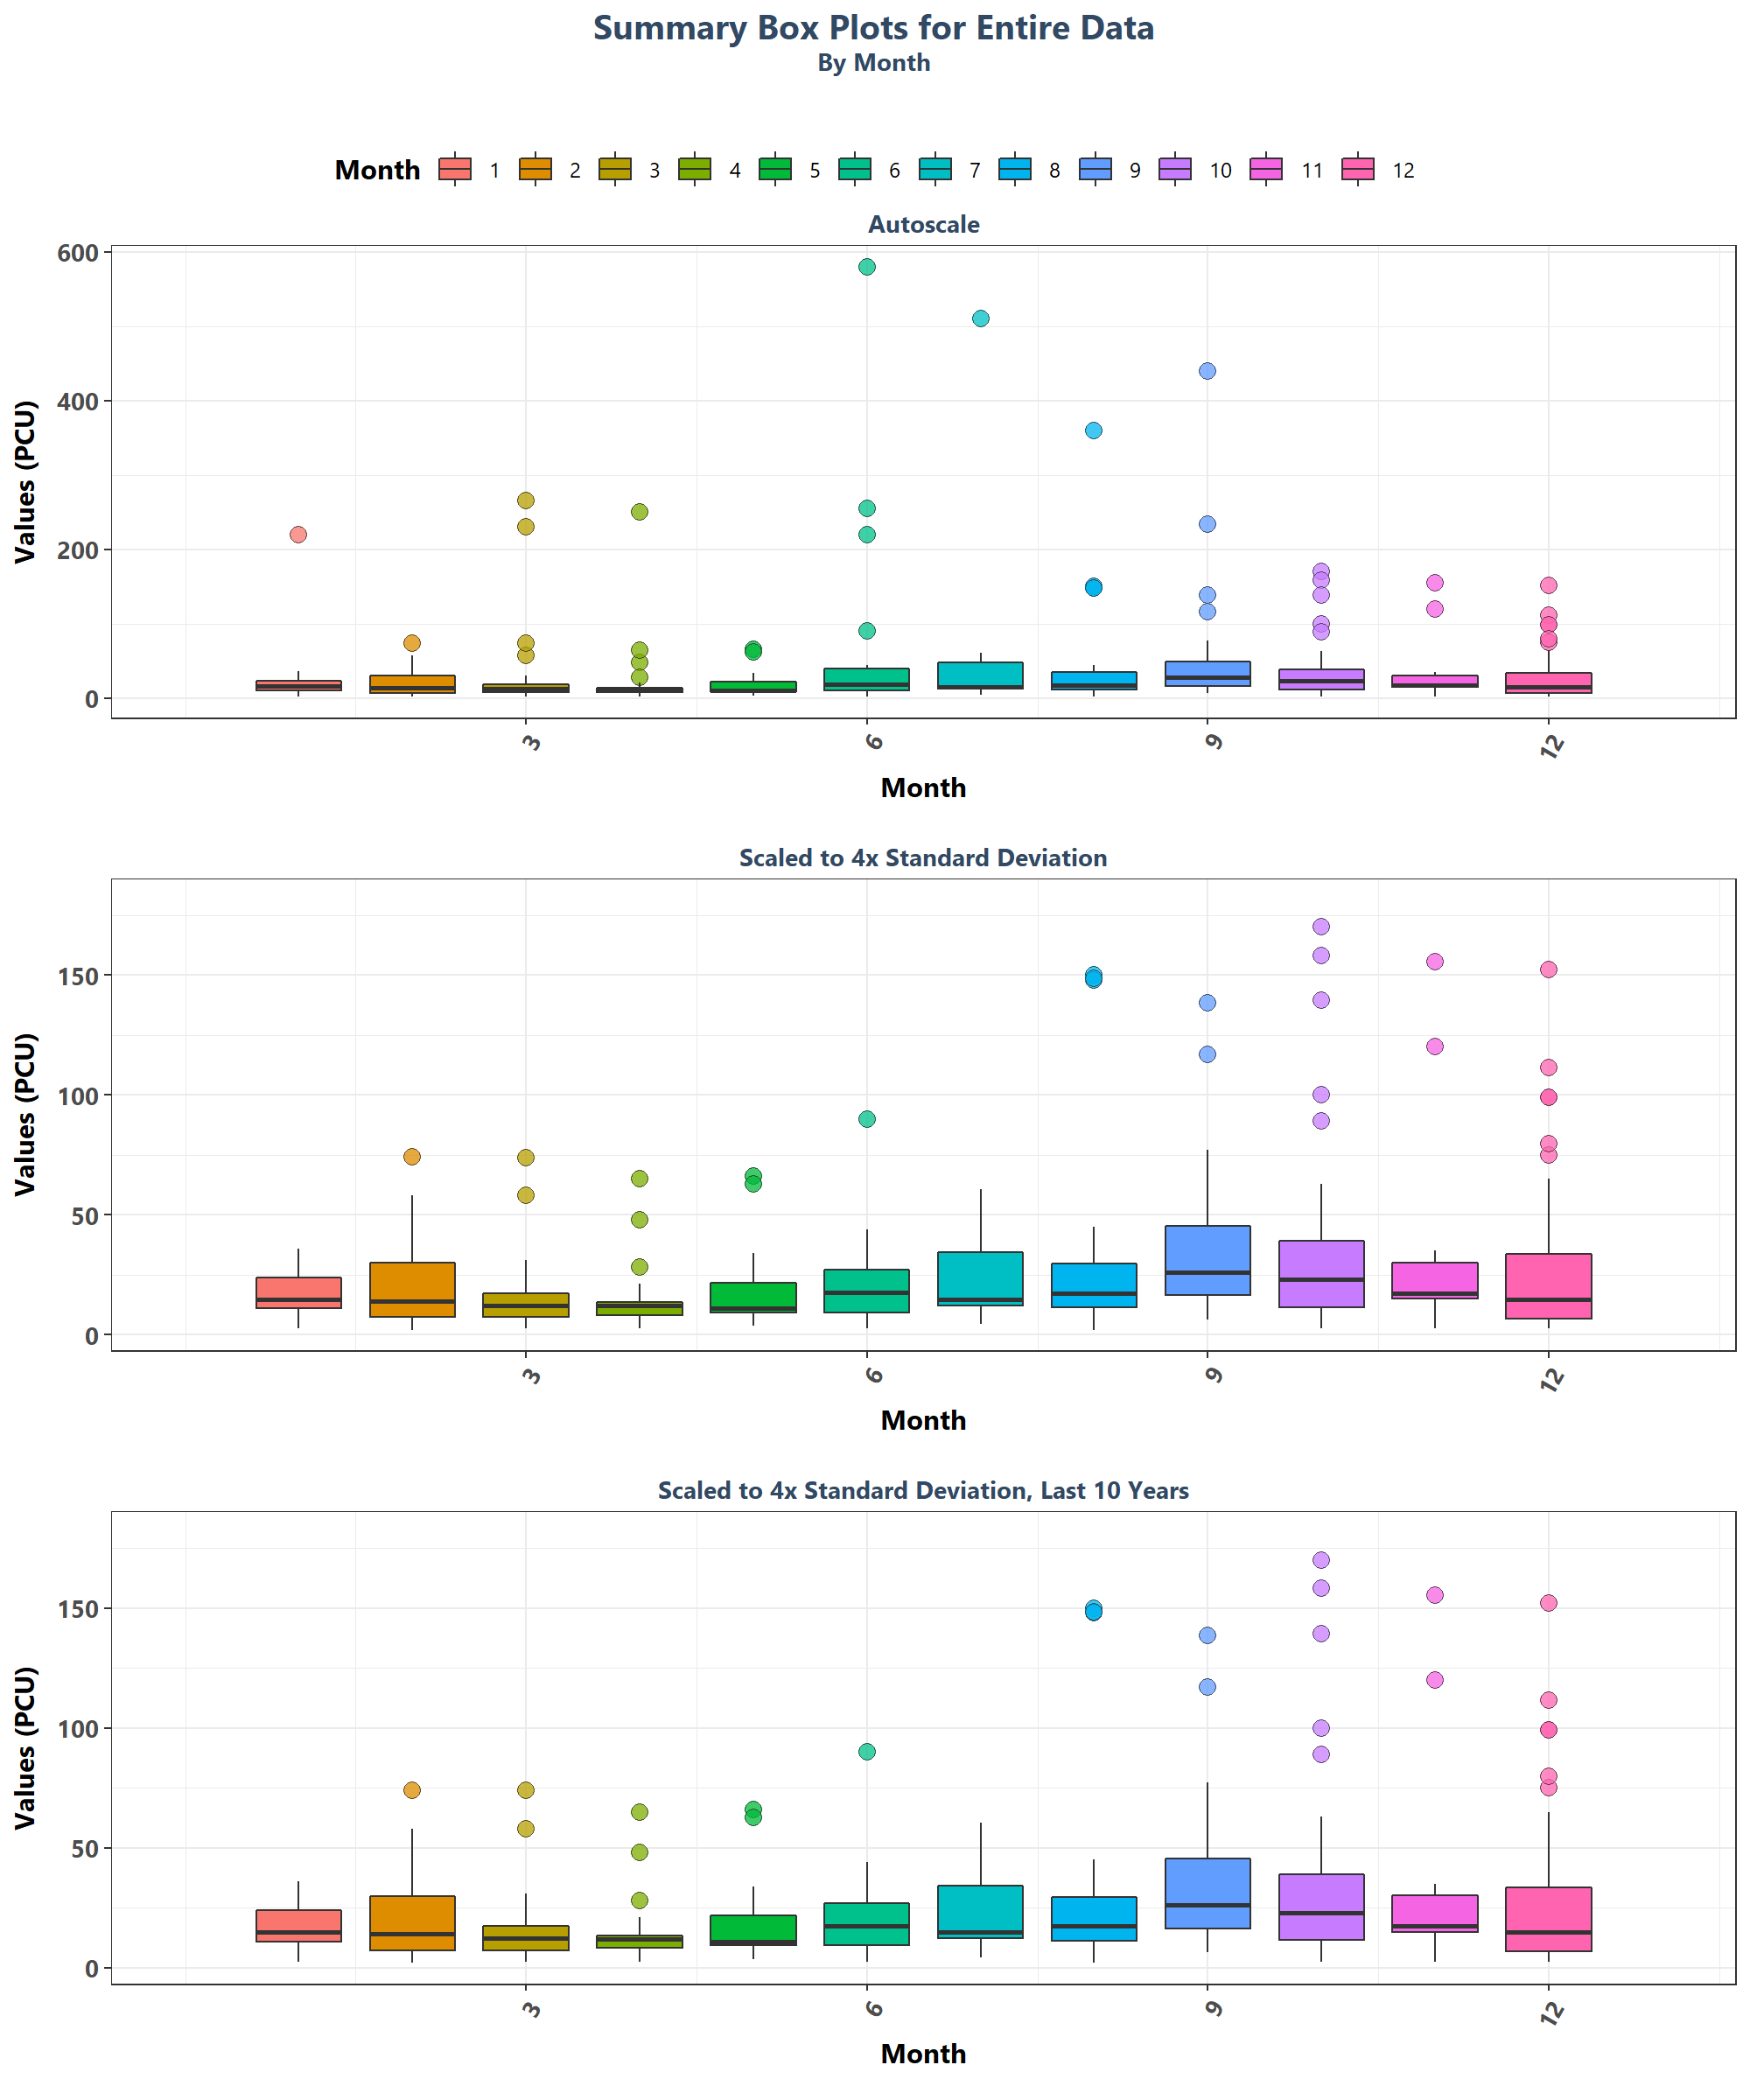 Summary Box Plots for Entire Data
By Month
Month 1 2 3 4 5 6 7 8 9 10 11 12
Autoscale
Values (PCU)
600
400
200
0
3 6 9 12
Month
Scaled to 4x Standard Deviation
Values (PCU)
150
100
50
0
3 6 9 12
Month
Scaled to 4x Standard Deviation, Last 10 Years
Values (PCU)
150
100
50
0
3 6 9 12
Month